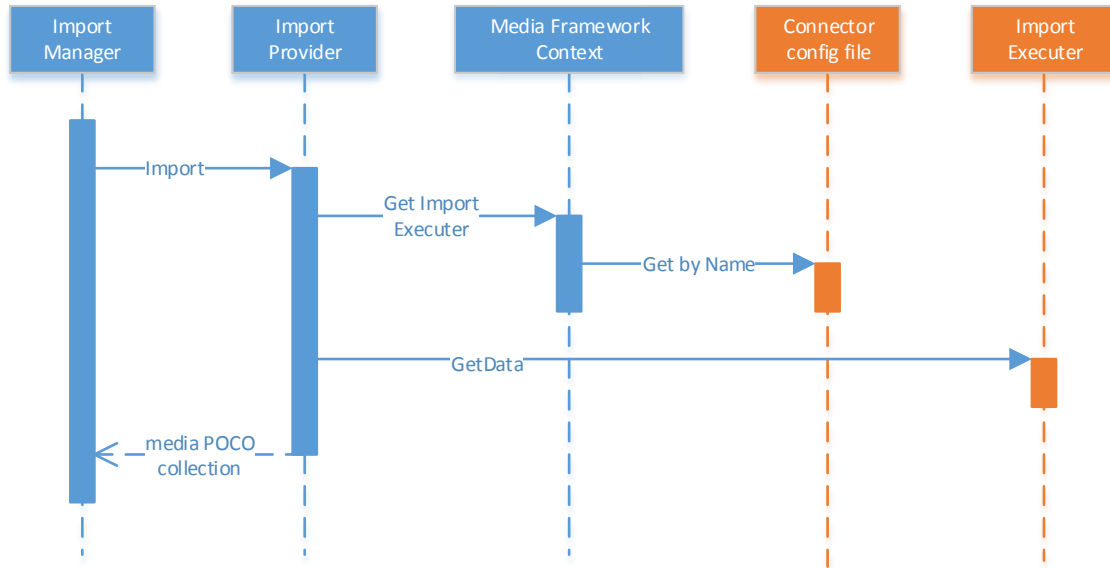 Import
Manager
Import
Provider
Media Framework
Context
Connector
config file
Import
Executer
Import
Get Import
Executer
Get by Name
GetData
media POCO
collection